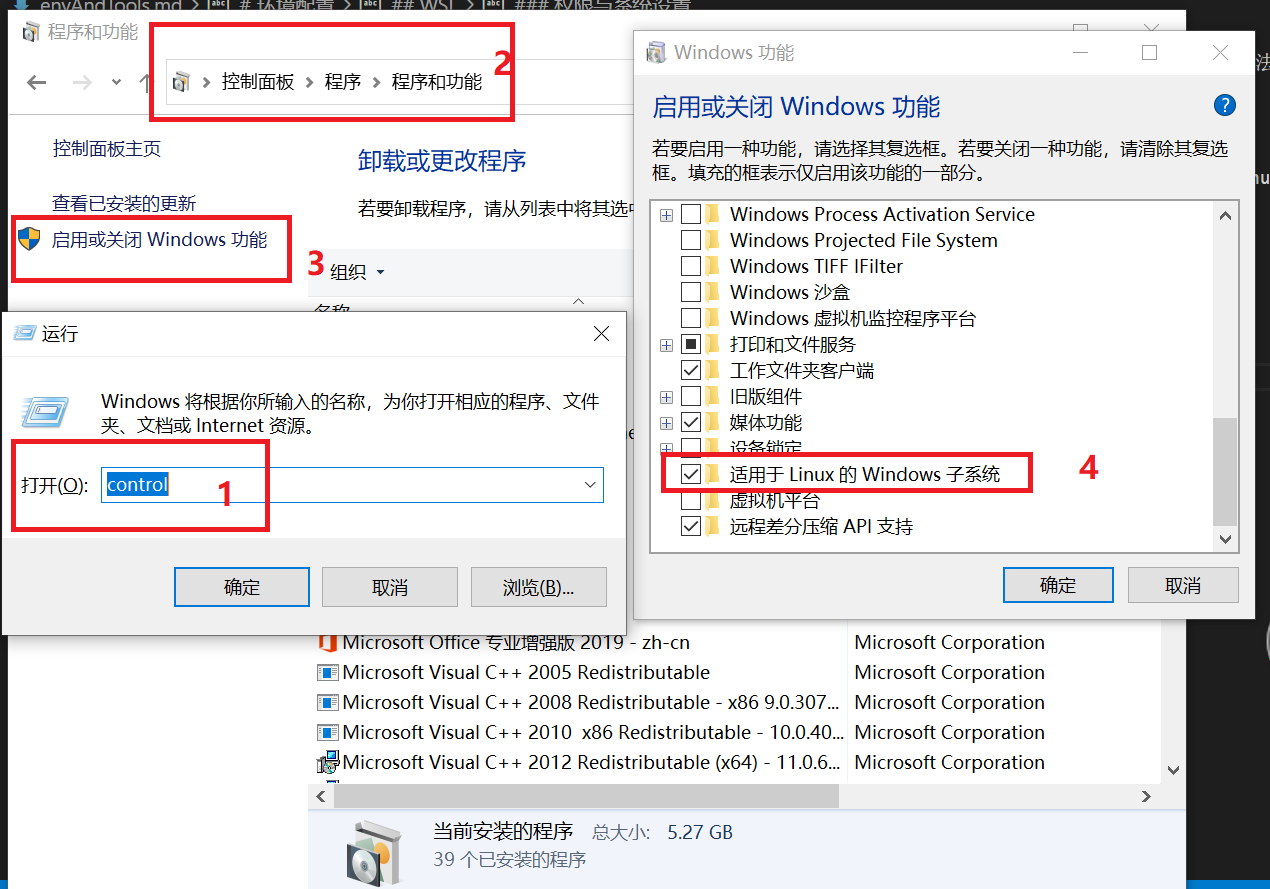 envAndTools.md > # 环境配置 > ## WSL > ### 权限与系统设置
程序和功能
2
控制面板 程序 程序和功能
控制面板主页
卸载或更改程序
查看已安装的更新
若要卸载程序，请从列表中将其选中
启用或关闭 Windows 功能
3
组织
名称
运行
Windows 将根据你所输入的名称，为你打开相应的程序、文件
夹、文档或 Internet 资源。
打开(O): control
1
确定 取消 浏览(B)...
Windows 功能
启用或关闭 Windows 功能
若要启用一种功能，请选择其复选框。若要关闭一种功能，请清除其复选
框。填充的框表示仅启用该功能的一部分。
Windows Process Activation Service
Windows Projected File System
Windows TIFF IFilter
Windows 沙盒
Windows 虚拟机监控程序平台
打印和文件服务
工作文件夹客户端
旧版组件
媒体功能
设备锁定
适用于 Linux 的 Windows 子系统
4
虚拟机平台
远程差分压缩 API 支持
确定 取消
Microsoft Office 专业增强版 2019 - zh-cn Microsoft Corporation
Microsoft Visual C++ 2005 Redistributable Microsoft Corporation
Microsoft Visual C++ 2008 Redistributable - x86 9.0.307... Microsoft Corporation
Microsoft Visual C++ 2010 x86 Redistributable - 10.0.40... Microsoft Corporation
Microsoft Visual C++ 2012 Redistributable (x64) - 11.0.6... Microsoft Corporation
当前安装的程序 总大小: 5.27 GB
39 个已安装的程序